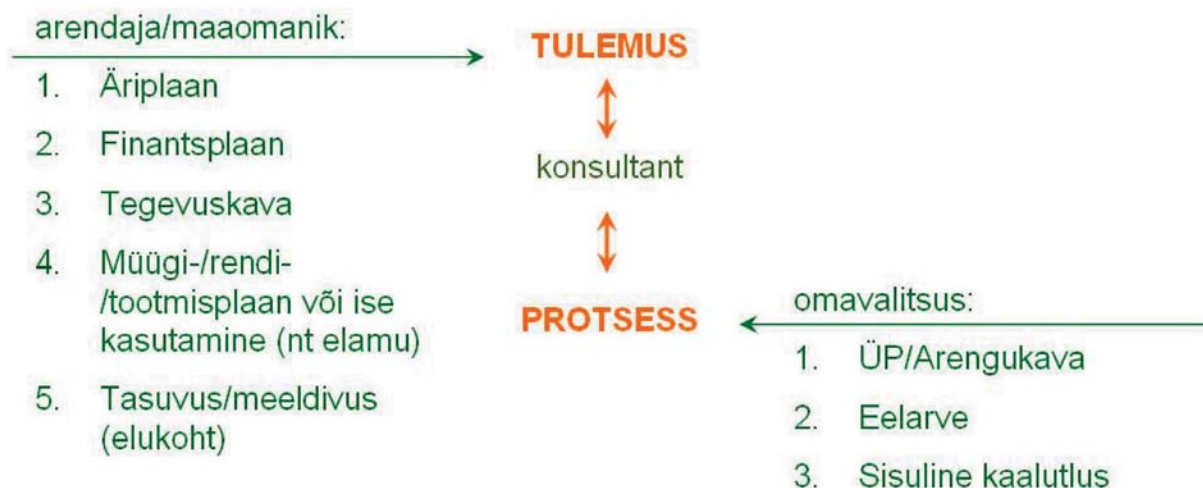 arendaja/maaomanik:
1. Äriplaan
2. Finantsplaan
3. Tegevuskava
4. Müügi-/rendi-
/tootmisplaan või ise
kasutamine (nt elamu)
5. Tasuvus/meeldivus
(elukoht)
TULEMUS
konsultant
PROTSESS
omavalitsus:
1. ÜP/Arengukava
2. Eelarve
3. Sisuline kaalutlus